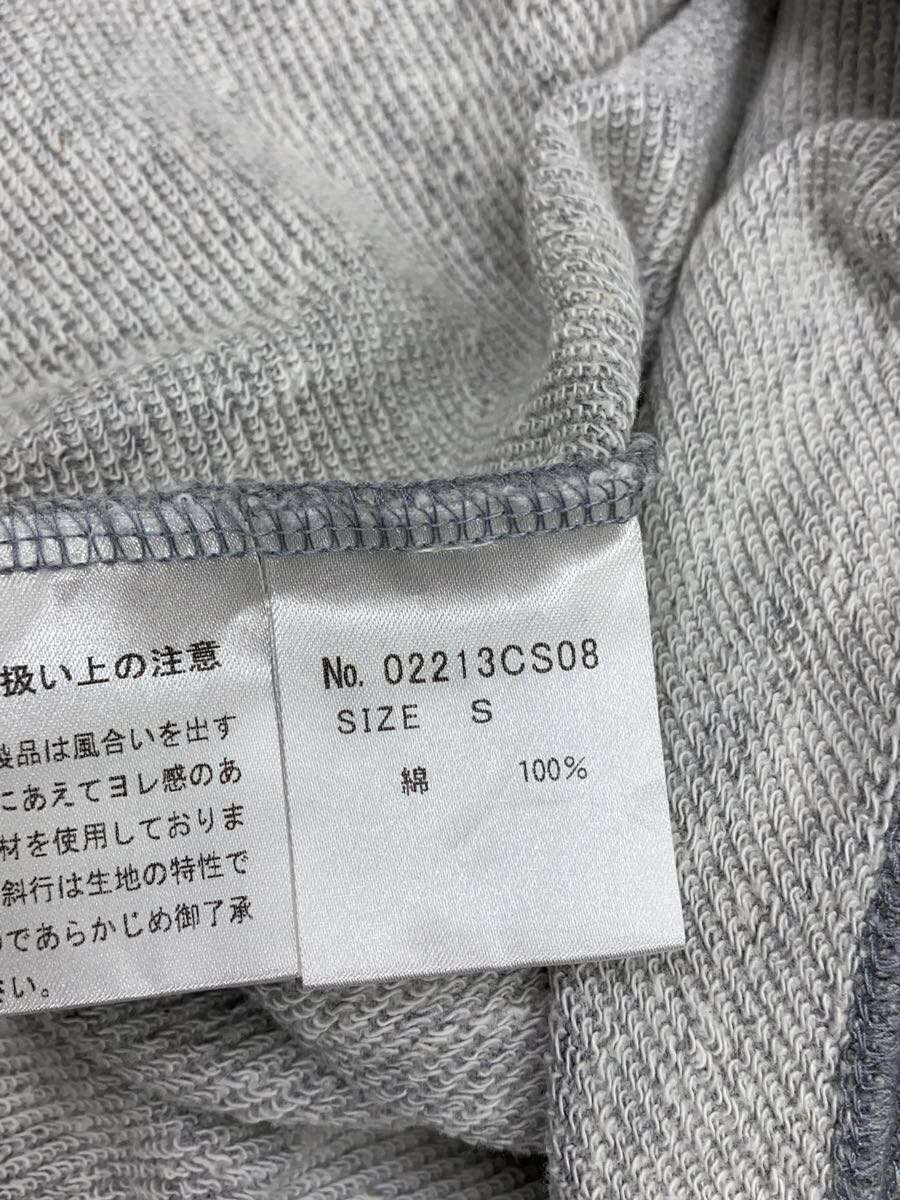 扱い上の注意
製品は風合いを出す
にあえてヨレ感のあ
材を使用しておりま
斜行は生地の特性で
のであらかじめ御了承
さい。
No. 02213CS08
SIZE S
綿 100%